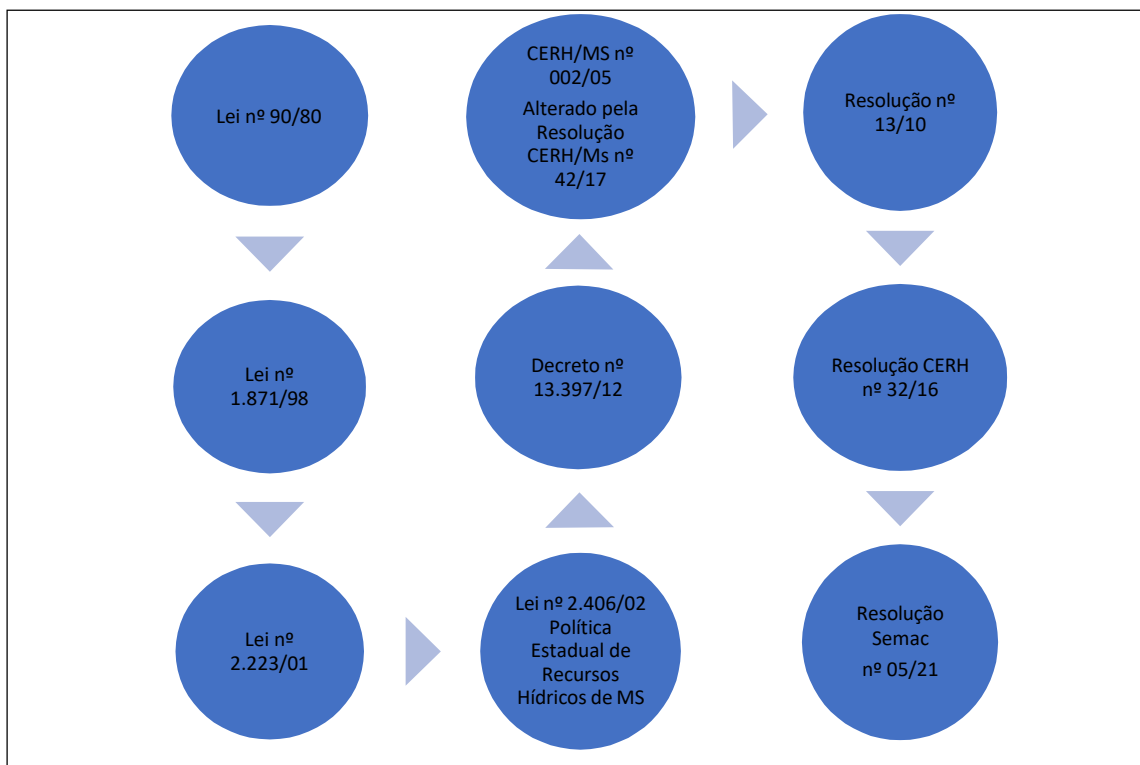 Lei nº 90/80
Lei nº
1.871/98
Lei nº
2.223/01
Lei nº 2.406/02
Política
Estadual de
Recursos
Hídricos de MS
Decreto nº
13.397/12
CERH/MS nº
002/05
Alterado pela
Resolução
CERH/Ms nº
42/17
Resolução nº
13/10
Resolução CERH
nº 32/16
Resolução
Semac
nº 05/21